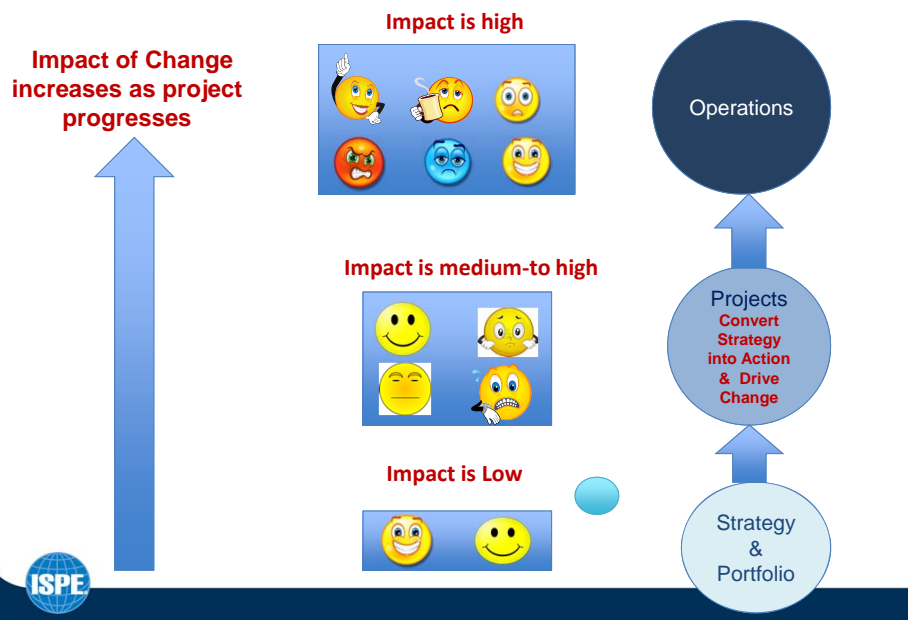 Impact of Change
increases as project
progresses
Impact is high
Operations
Impact is medium-to high
Projects
Convert
Strategy
into Action
& Drive
Change
Impact is Low
Strategy
&
Portfolio
ISPE.